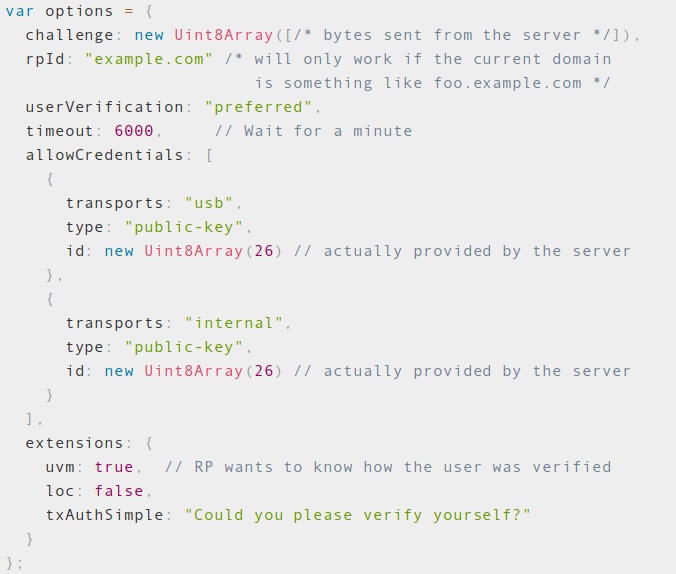 var options = {
  challenge: new Uint8Array([/* bytes sent from the server */]),
  rpId: "example.com" /* will only work if the current domain
                         is something like foo.example.com */
  userVerification: "preferred",
  timeout: 6000,     // Wait for a minute
  allowCredentials: [
    {
      transports: "usb",
      type: "public-key",
      id: new Uint8Array(26) // actually provided by the server
    },
    {
      transports: "internal",
      type: "public-key",
      id: new Uint8Array(26) // actually provided by the server
    }
  ],
  extensions: {
    uvm: true,  // RP wants to know how the user was verified
    loc: false,
    txAuthSimple: "Could you please verify yourself?"
  }
};